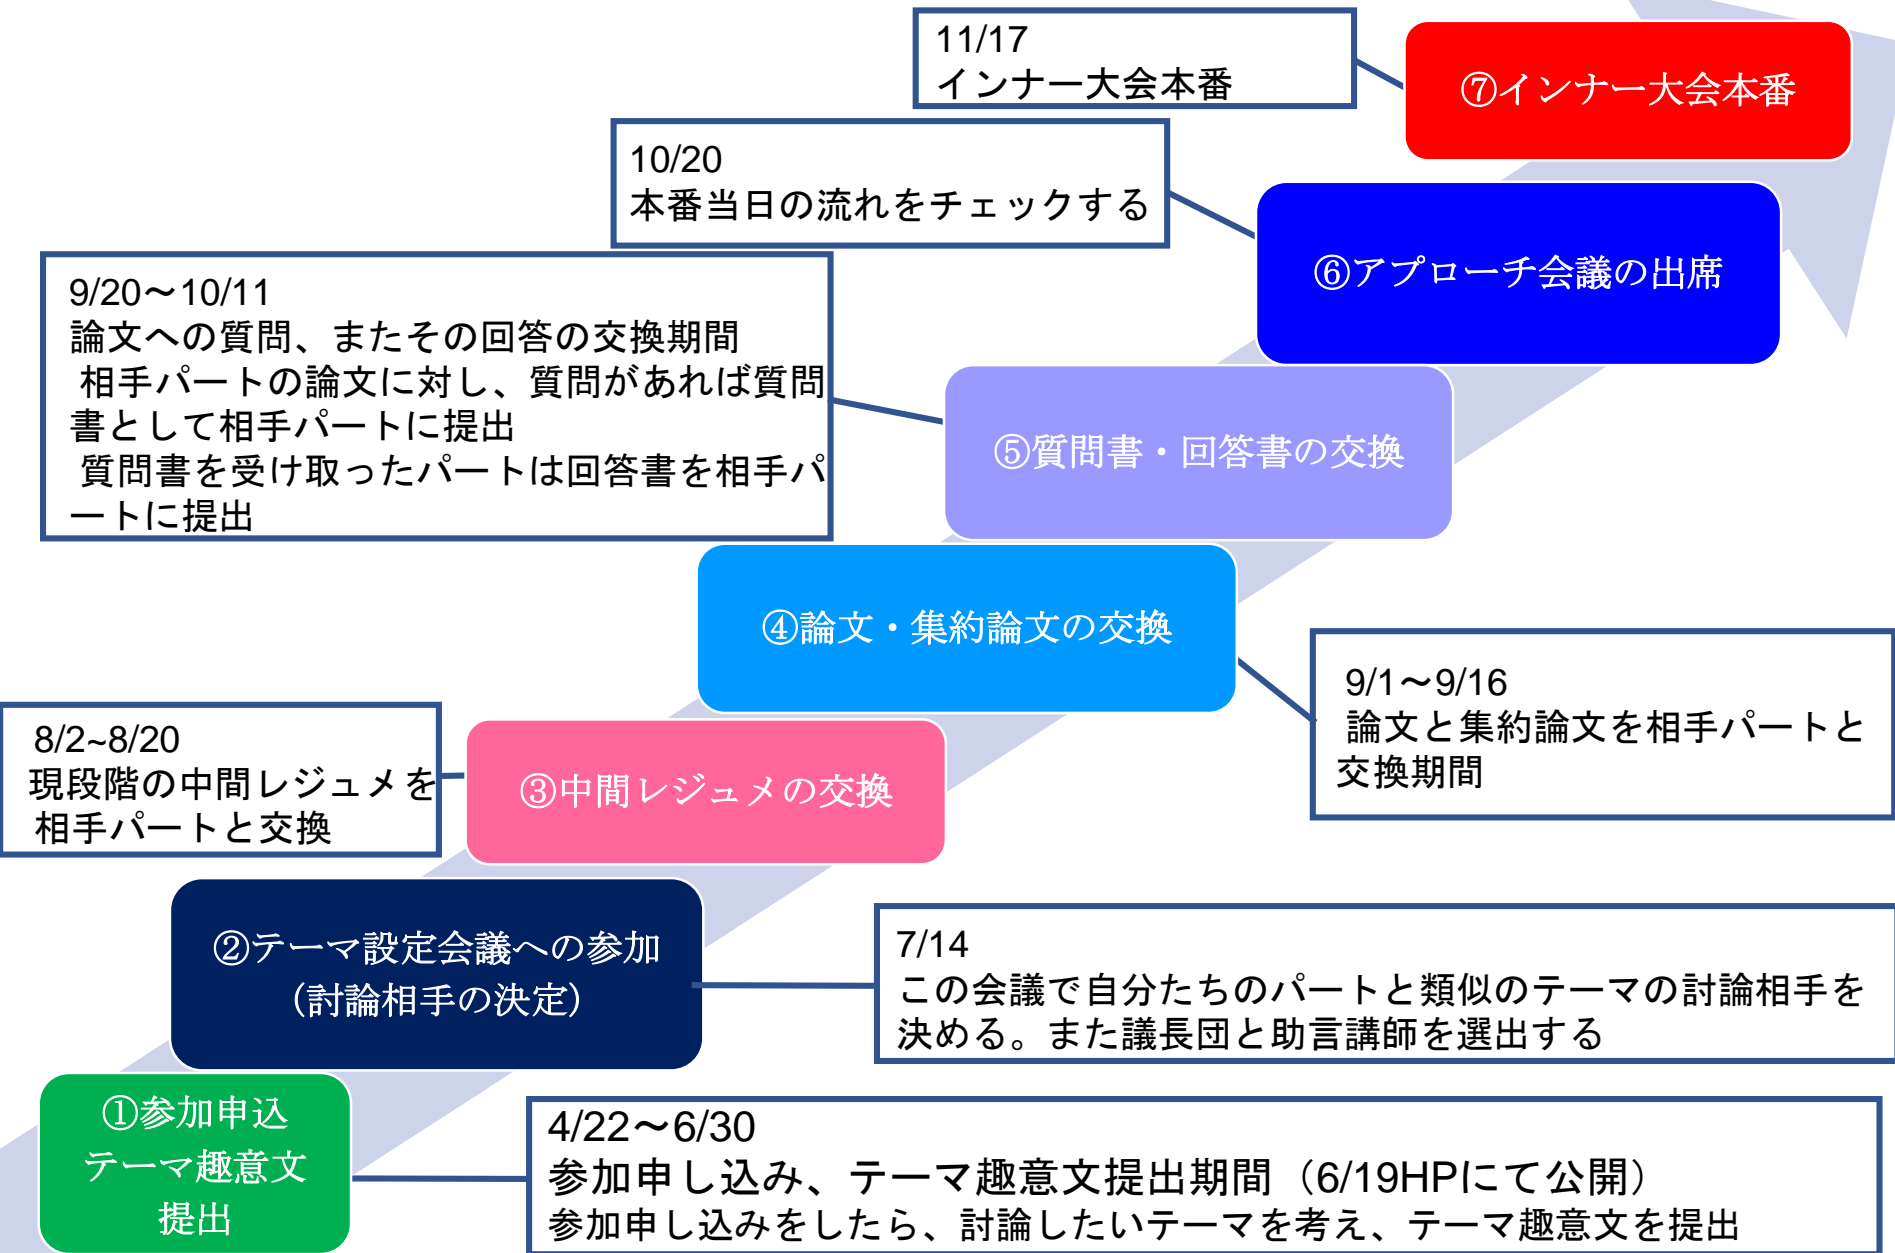 11/17
インナー大会本番
⑦インナー大会本番
10/20
本番当日の流れをチェックする
⑥アプローチ会議の出席
9/20～10/11
論文への質問、またその回答の交換期間
相手パートの論文に対し、質問があれば質問
書として相手パートに提出
質問書を受け取ったパートは回答書を相手パ
ートに提出
⑤質問書・回答書の交換
④論文・集約論文の交換
9/1～9/16
論文と集約論文を相手パートと
交換期間
8/2~8/20
現段階の中間レジュメを
相手パートと交換
③中間レジュメの交換
②テーマ設定会議への参加
（討論相手の決定）
7/14
この会議で自分たちのパートと類似のテーマの討論相手を
決める。また議長団と助言講師を選出する
①参加申込
テーマ趣意文
提出
4/22～6/30
参加申し込み、テーマ趣意文提出期間（6/19HPにて公開）
参加申し込みをしたら、討論したいテーマを考え、テーマ趣意文を提出